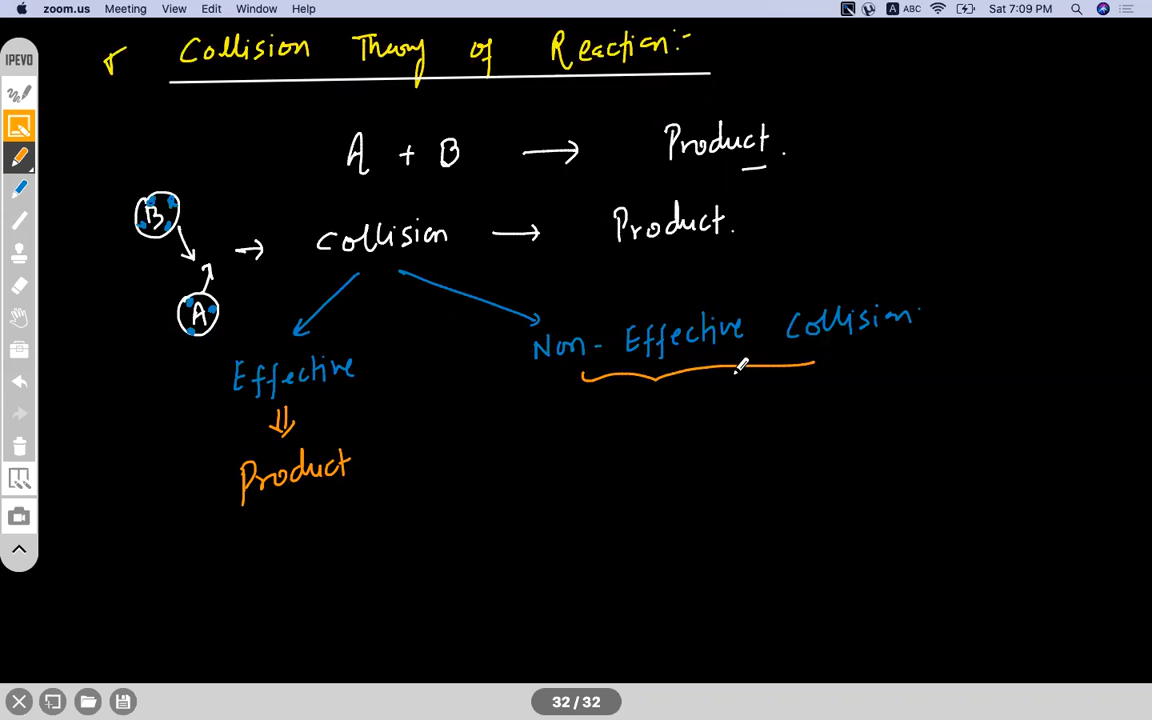 zoom.us Meeting View Edit Window Help A ABC Sat 7:09 PM
IPEVO
Collision Theory of Reaction:-
A + B → Product.
B
A
→ Collision → Product.
Non- Effective Collision.
Effective
⇓
Product
32 / 32